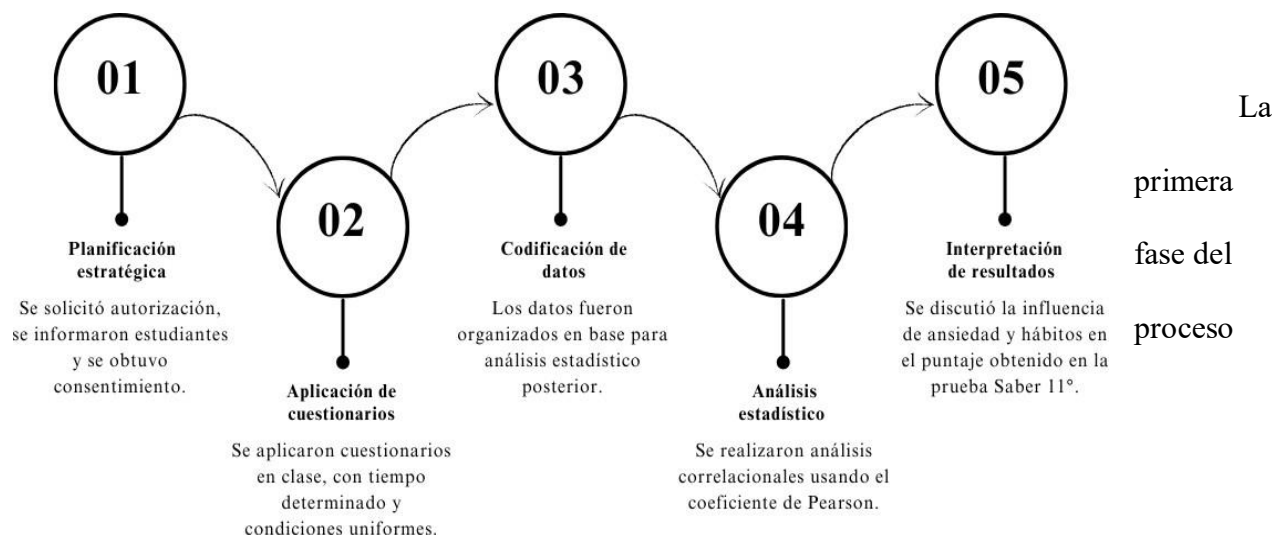 01
Planificación
estratégica
Se solicitó autorización,
se informaron estudiantes
y se obtuvo
consentimiento.
02
Aplicación de
cuestionarios
Se aplicaron cuestionarios
en clase, con tiempo
determinado y
condiciones uniformes.
03
Codificación de
datos
Los datos fueron
organizados en base para
análisis estadístico
posterior.
04
Análisis
estadístico
Se realizaron análisis
correlacionales usando el
coeficiente de Pearson.
05
Interpretación
de resultados
Se discutió la influencia
de ansiedad y hábitos en
el puntaje obtenido en la
prueba Saber 11°.
La
primera
fase del
proceso